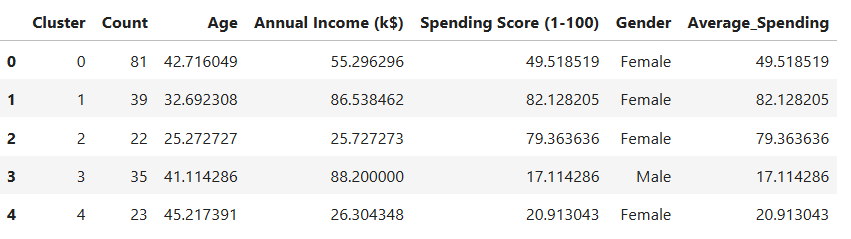 Cluster Count Age Annual Income (k$) Spending Score (1-100) Gender Average_Spending
0 0 81 42.716049 55.296296 49.518519 Female 49.518519
1 1 39 32.692308 86.538462 82.128205 Female 82.128205
2 2 22 25.272727 25.727273 79.363636 Female 79.363636
3 3 35 41.114286 88.200000 17.114286 Male 17.114286
4 4 23 45.217391 26.304348 20.913043 Female 20.913043